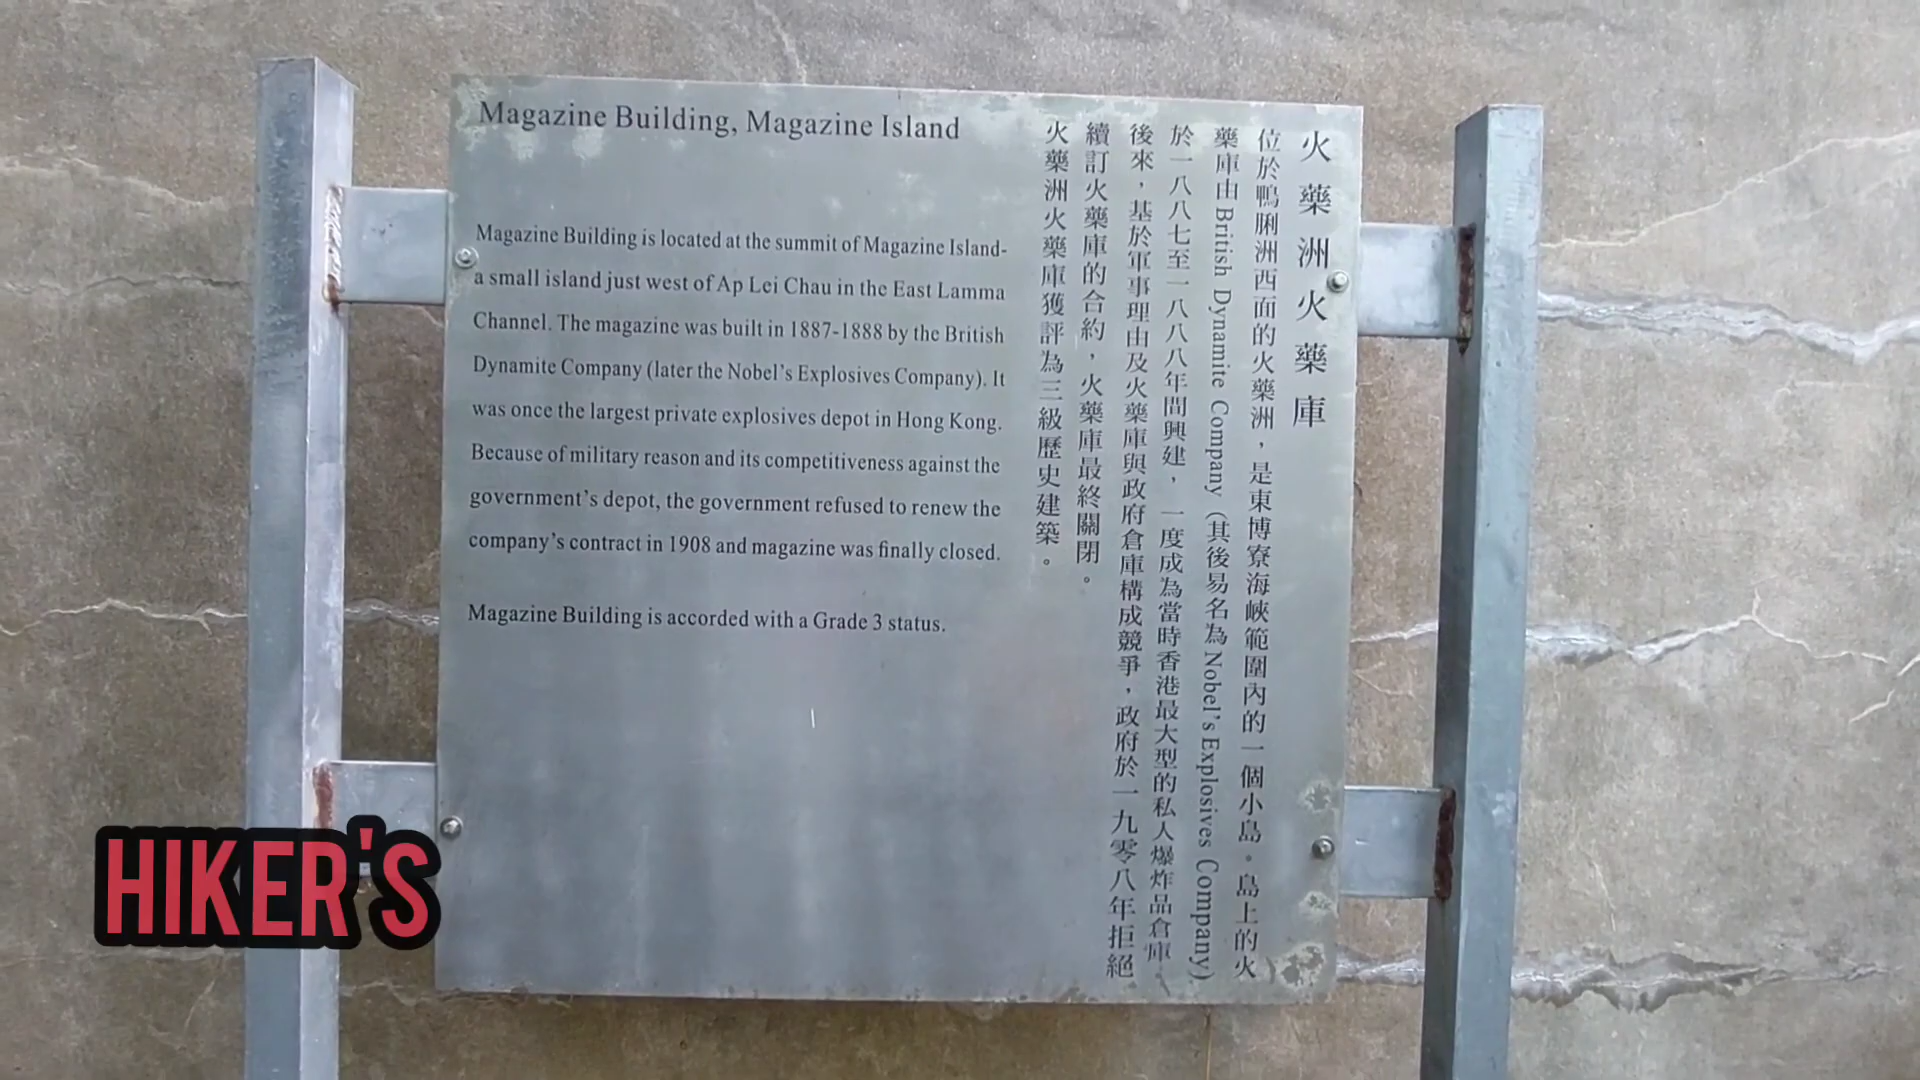 Magazine Building, Magazine Island
Magazine Building is located at the summit of Magazine Island-
a small island just west of Ap Lei Chau in the East Lamma
Channel. The magazine was built in 1887-1888 by the British
Dynamite Company (later the Nobel's Explosives Company). It
was once the largest private explosives depot in Hong Kong.
Because of military reason and its competitiveness against the
government's depot, the government refused to renew the
company's contract in 1908 and magazine was finally closed.
Magazine Building is accorded with a Grade 3 status.
火藥洲火藥庫
位於鴨脷洲西面的火藥洲，是東博寮海峽範圍內的一個小島。島上的火
藥庫由 British Dynamite Company (其後易名為 Nobel's Explosives Company)
於一八八七至一八八八年間興建，一度成為當時香港最大型的私人爆炸品倉庫。
後來，基於軍事理由及火藥庫與政府倉庫構成競爭，政府於一九零八年拒絕
續訂火藥庫的合約，火藥庫最終關閉。
火藥洲火藥庫獲評為三級歷史建築。
HIKER'S